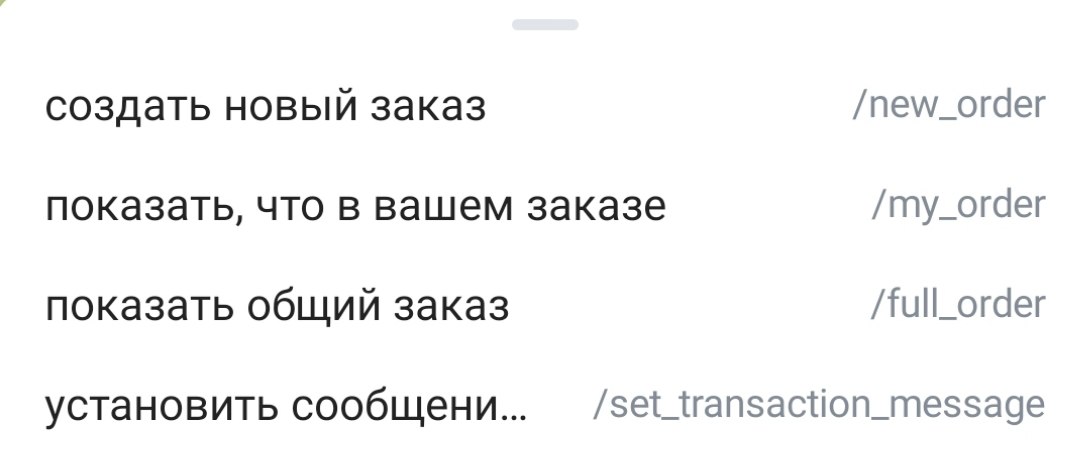 создать новый заказ /new_order
показать, что в вашем заказе /my_order
показать общий заказ /full_order
установить сообщени... /set_transaction_message